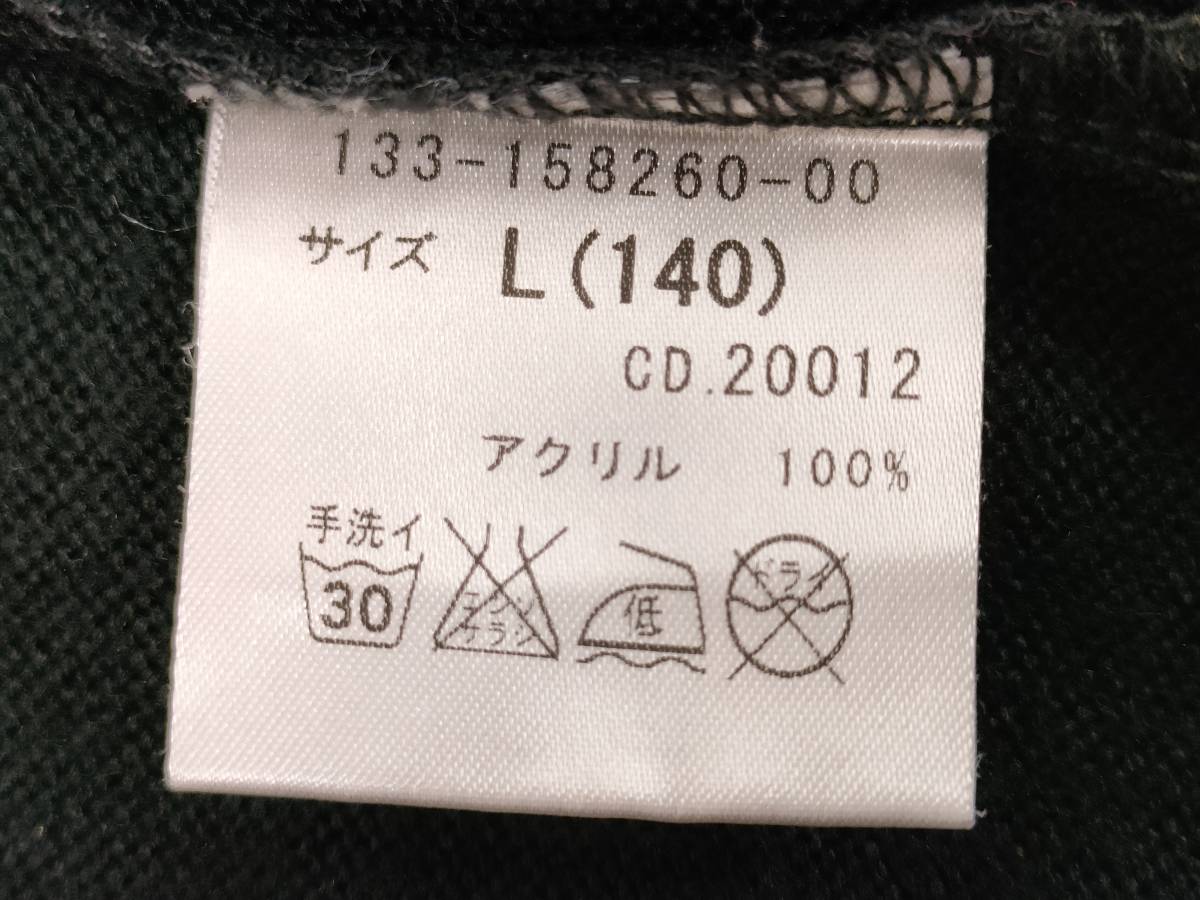 133-158260-00
サイズ L(140)
CD.20012
アクリル 100%
手洗イ
30
エンソ
サラシ
低
ドライ